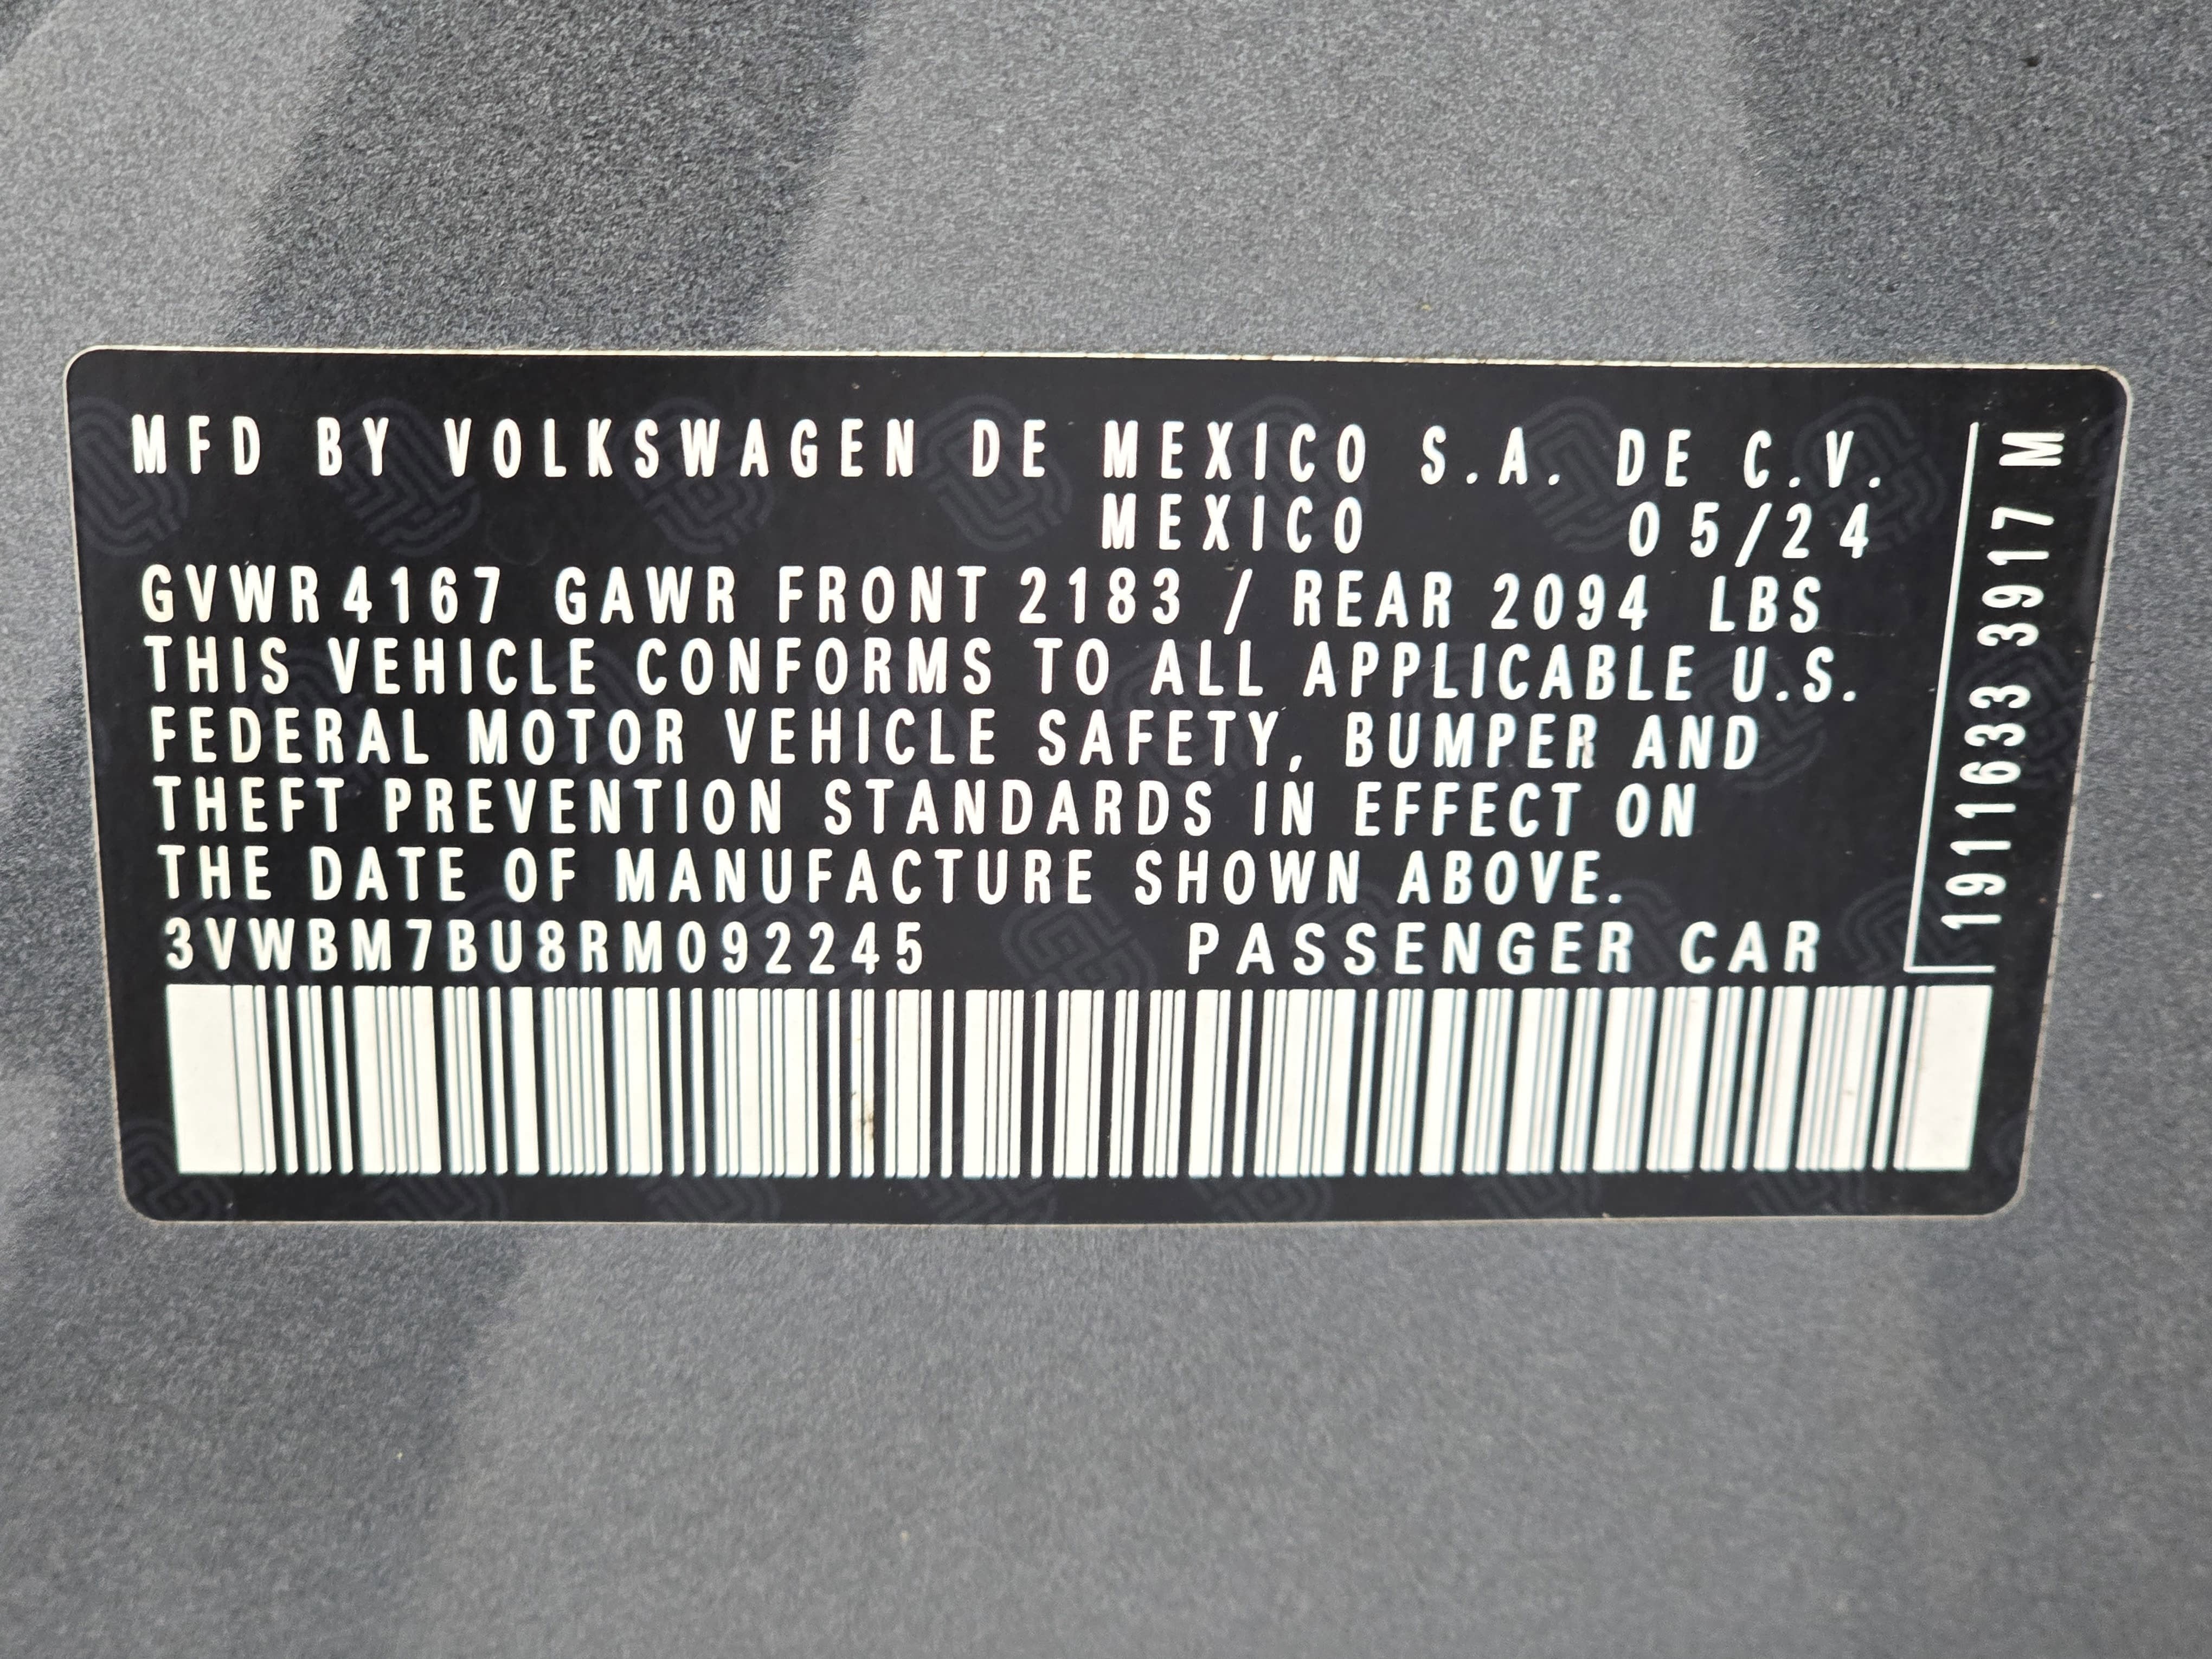 MFD BY VOLKSWAGEN DE MEXICO S.A. DE C.V.
MEXICO 05/24
GVWR 4167 GAWR FRONT 2183 / REAR 2094 LBS
THIS VEHICLE CONFORMS TO ALL APPLICABLE U.S.
FEDERAL MOTOR VEHICLE SAFETY, BUMPER AND
THEFT PREVENTION STANDARDS IN EFFECT ON
THE DATE OF MANUFACTURE SHOWN ABOVE.
3VWBM7BU8RM092245 PASSENGER CAR
1911633 3917 M